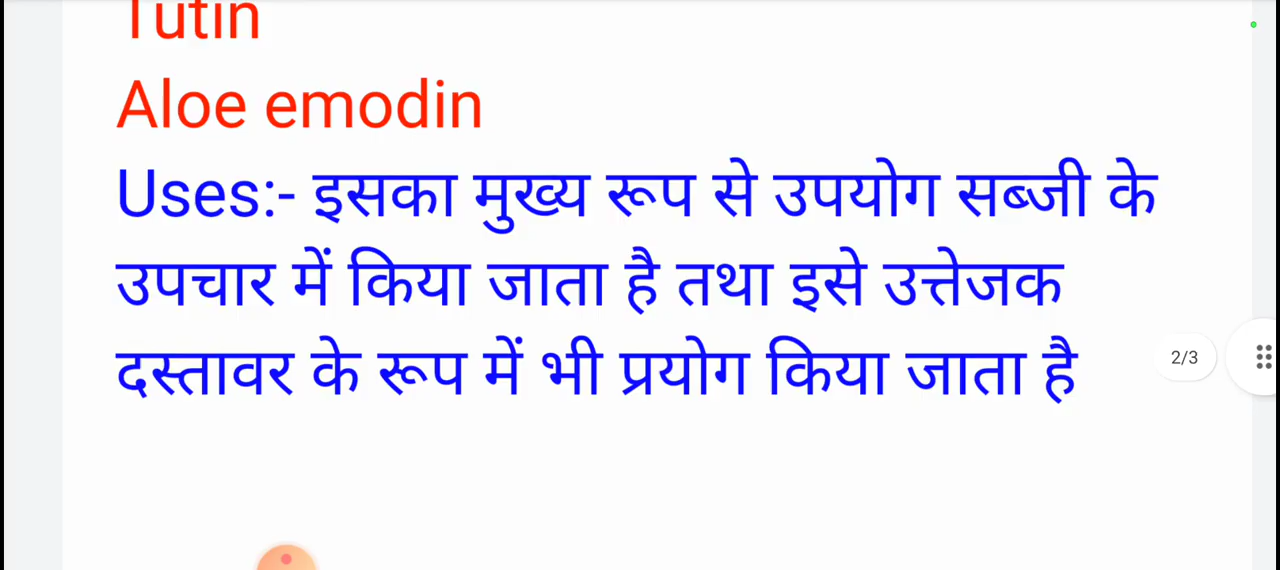 Tutin
Aloe emodin
Uses:- इसका मुख्य रूप से उपयोग सब्जी के
उपचार में किया जाता है तथा इसे उत्तेजक
दस्तावर के रूप में भी प्रयोग किया जाता है
2/3